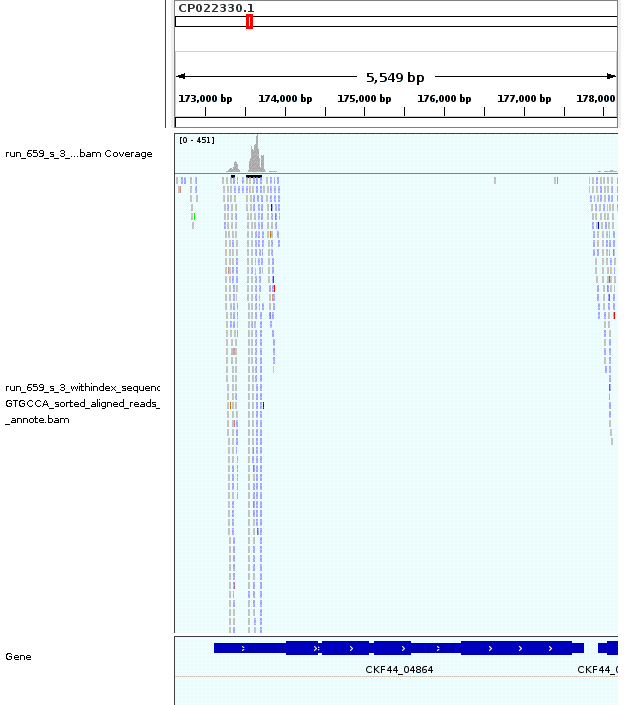 CP022330.1
5,549 bp
173,000 bp 174,000 bp 175,000 bp 176,000 bp 177,000 bp 178,000
[0 - 451]
run_659_s_3_...bam Coverage
run_659_s_3_withindex_sequenc
GTGCCA_sorted_aligned_reads_
_annote.bam
Gene
CKF44_04864 CKF44_0